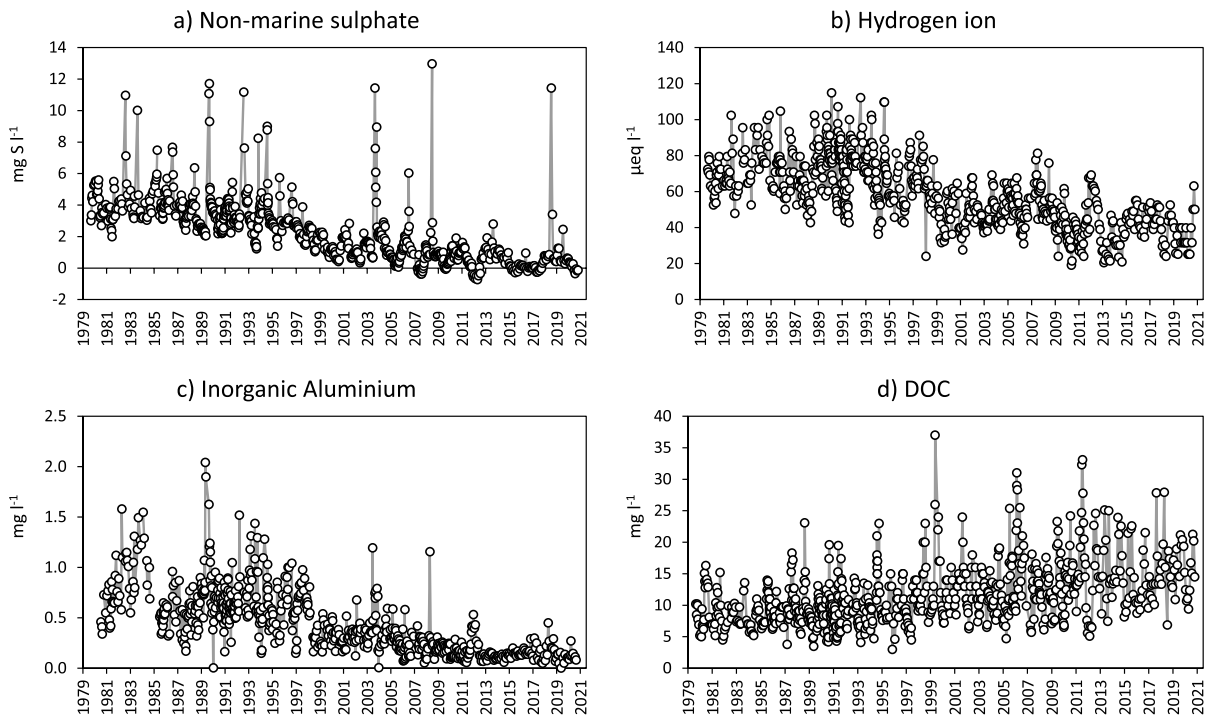 a) Non-marine sulphate
mg S l⁻¹
14
12
10
8
6
4
2
0
-2
1979 1981 1983 1985 1987 1989 1991 1993 1995 1997 1999 2001 2003 2005 2007 2009 2011 2013 2015 2017 2019 2021
b) Hydrogen ion
µeq l⁻¹
140
120
100
80
60
40
20
0
1979 1981 1983 1985 1987 1989 1991 1993 1995 1997 1999 2001 2003 2005 2007 2009 2011 2013 2015 2017 2019 2021
c) Inorganic Aluminium
mg l⁻¹
2.5
2.0
1.5
1.0
0.5
0.0
1979 1981 1983 1985 1987 1989 1991 1993 1995 1997 1999 2001 2003 2005 2007 2009 2011 2013 2015 2017 2019 2021
d) DOC
mg l⁻¹
40
35
30
25
20
15
10
5
0
1979 1981 1983 1985 1987 1989 1991 1993 1995 1997 1999 2001 2003 2005 2007 2009 2011 2013 2015 2017 2019 2021